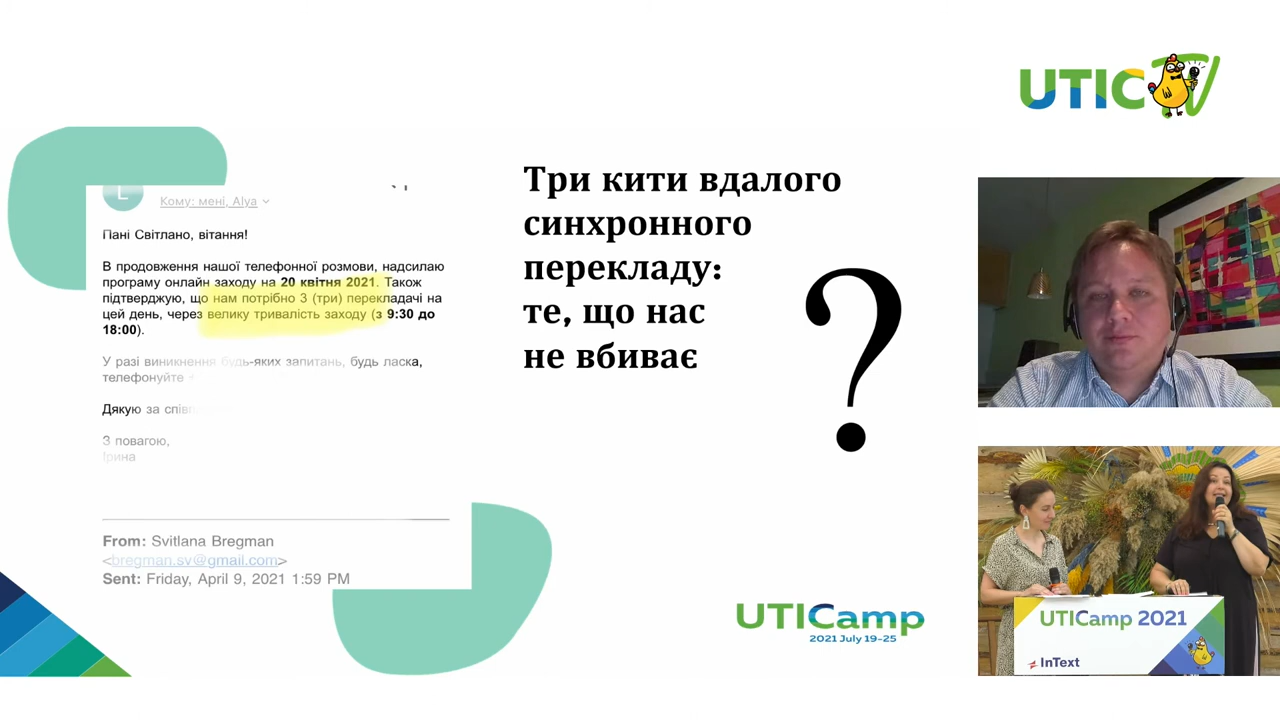 UTIC TV
Три кити вдалого
синхронного
перекладу:
те, що нас
не вбиває
?
L
Кому: мені, Alya
Пані Світлано, вітання!
В продовження нашої телефонної розмови, надсилаю
програму онлайн заходу на 20 квітня 2021. Також
підтверджую, що нам потрібно 3 (три) перекладачі на
цей день, через велику тривалість заходу (з 9:30 до
18:00).
У разі виникнення будь-яких запитань, будь ласка,
телефонуйте
Дякую за
З повагою,
Ірина
From: Svitlana Bregman
<bregman.sv@gmail.com>
Sent: Friday, April 9, 2021 1:59 PM
UTICamp
2021 July 19-25
UTICamp 2021
InText